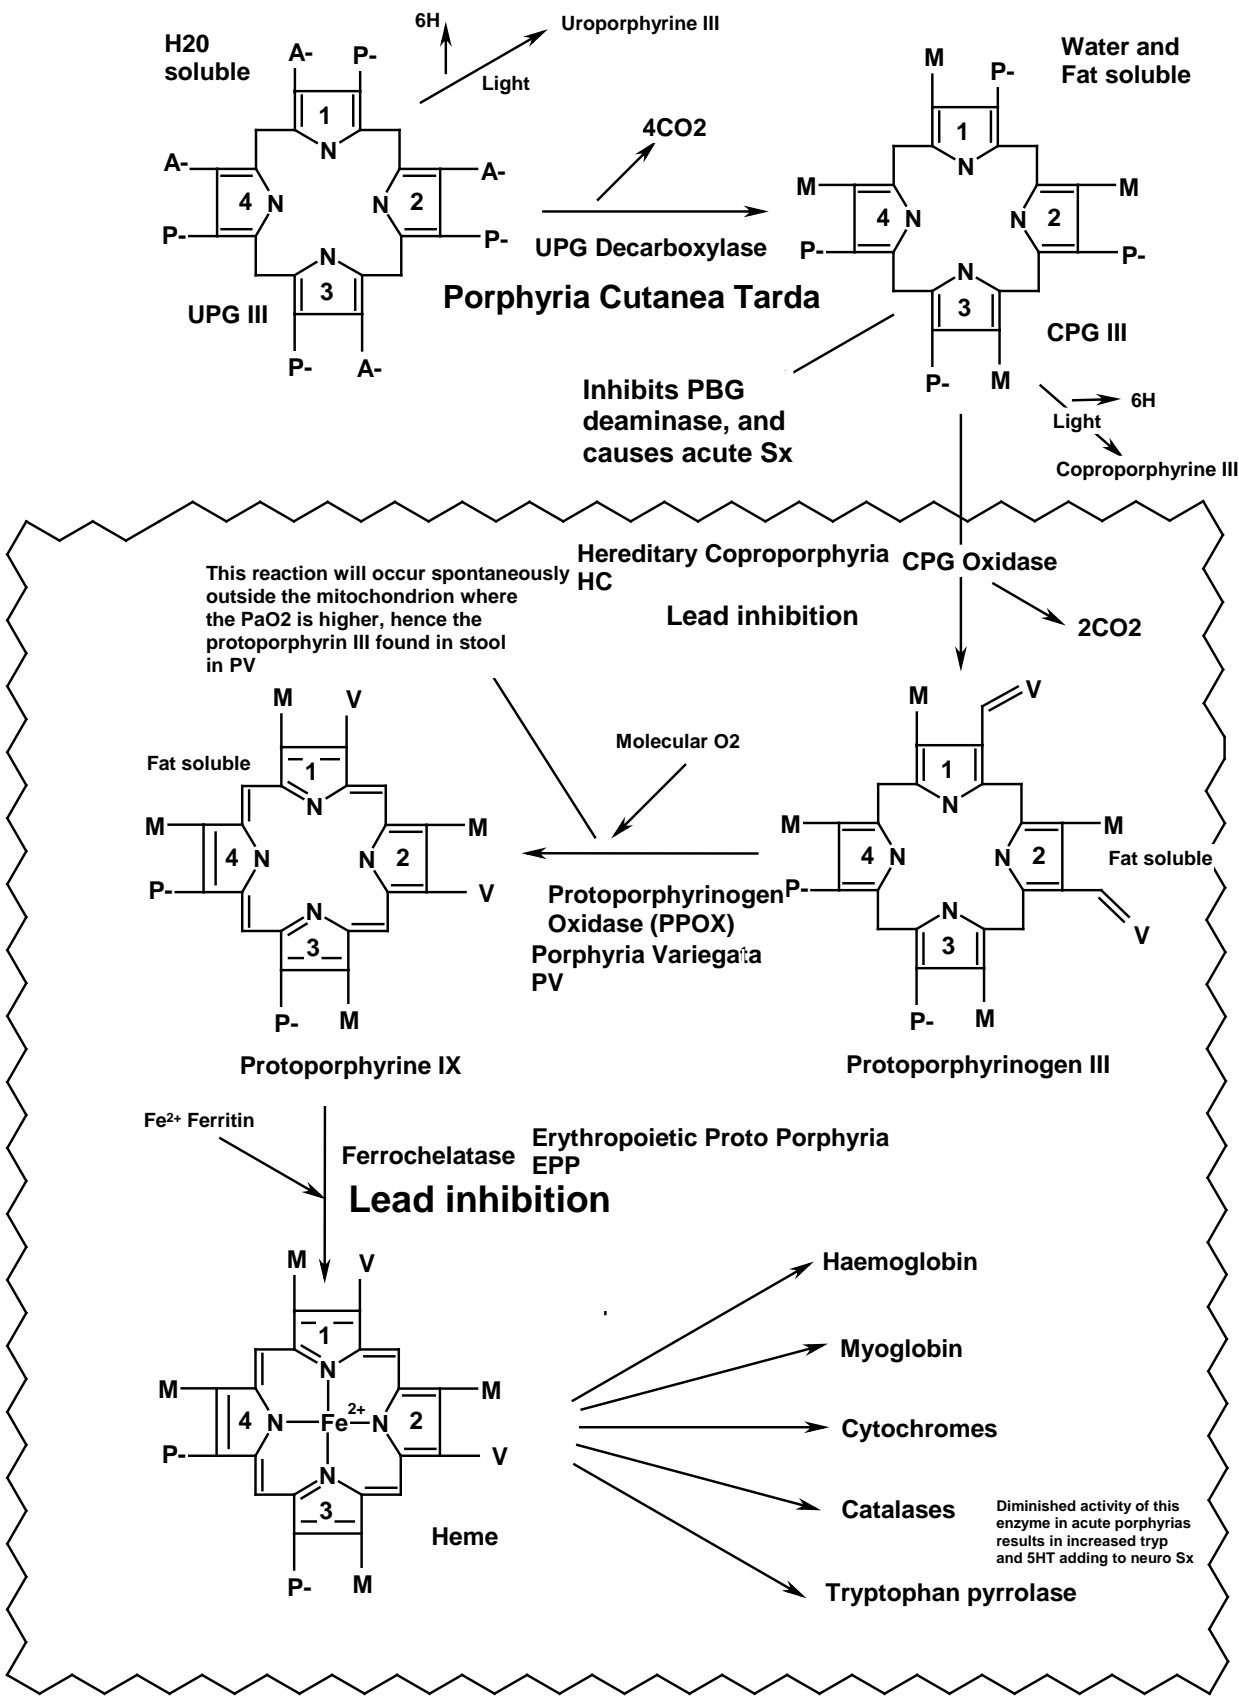 H20
soluble
6H
Uroporphyrine III
Light
A-
P-
1
N
A-
A-
4
N
N
2
P-
P-
N
3
UPG III
P-
A-
4CO2
UPG Decarboxylase
Porphyria Cutanea Tarda
Water and
Fat soluble
M
P-
1
N
M
M
4
N
N
2
P-
P-
N
3
CPG III
P-
M
Inhibits PBG
deaminase, and
causes acute Sx
6H
Light
Coproporphyrine III
Hereditary Coproporphyria
HC
CPG Oxidase
Lead inhibition
2CO2
This reaction will occur spontaneously
outside the mitochondrion where
the PaO2 is higher, hence the
protoporphyrin III found in stool
in PV
M
V
Fat soluble
1
N
M
M
4
N
N
2
P-
V
N
3
P-
M
Protoporphyrine IX
Molecular O2
Protoporphyrinogen
Oxidase (PPOX)
Porphyria Variegata
PV
M
V
1
N
M
M
4
N
N
2
Fat soluble
P-
V
N
3
P-
M
Protoporphyrinogen III
Fe2+ Ferritin
Ferrochelatase
Erythropoietic Proto Porphyria
EPP
Lead inhibition
M
V
1
N
M
M
4
N
Fe2+
N
2
P-
V
N
3
P-
M
Heme
Haemoglobin
Myoglobin
Cytochromes
Catalases
Diminished activity of this
enzyme in acute porphyrias
results in increased tryp
and 5HT adding to neuro Sx
Tryptophan pyrrolase